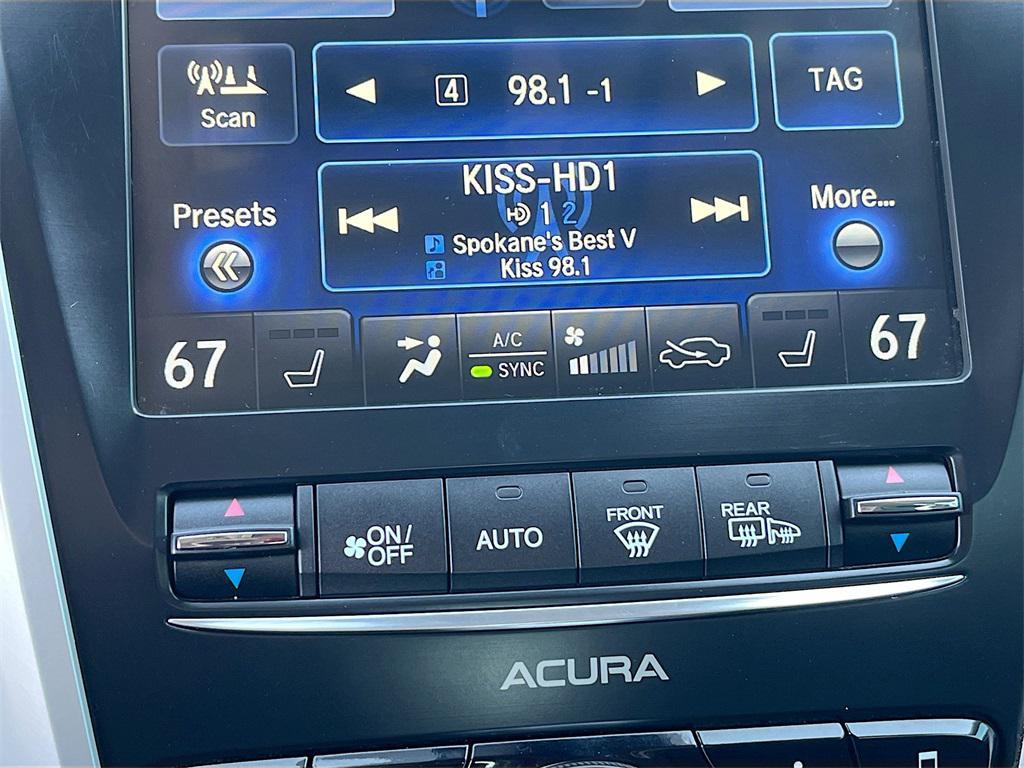 Scan
4 98.1 -1
TAG
Presets
KISS-HD1
HD 1 2
Spokane's Best V
Kiss 98.1
More...
67
A/C
SYNC
67
ON/
OFF
AUTO
FRONT
REAR
ACURA